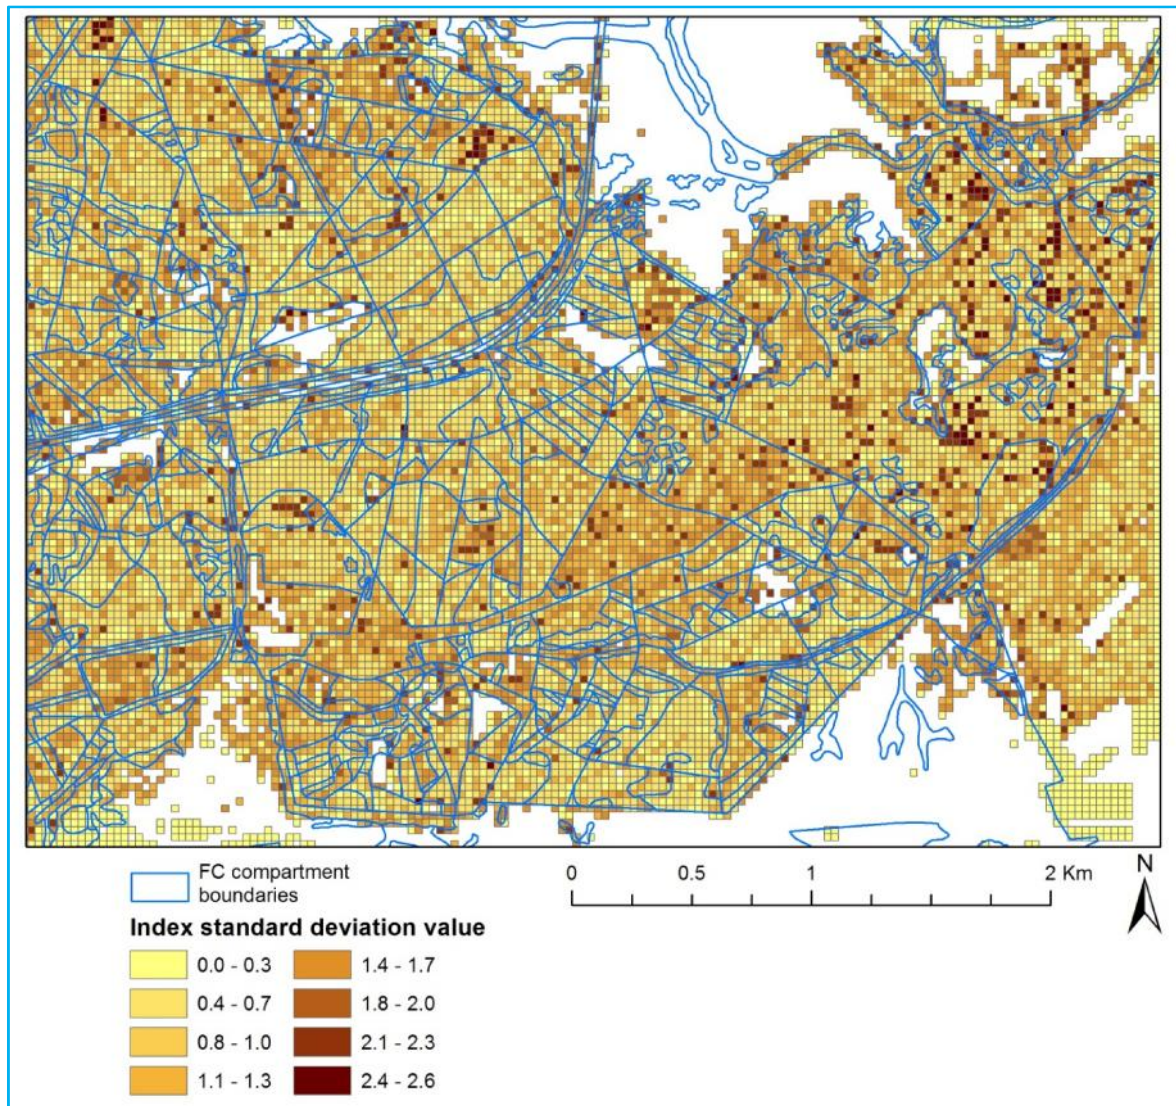 FC compartment
boundaries
0 0.5 1 2 Km
N
Index standard deviation value
0.0 - 0.3 1.4 - 1.7
0.4 - 0.7 1.8 - 2.0
0.8 - 1.0 2.1 - 2.3
1.1 - 1.3 2.4 - 2.6